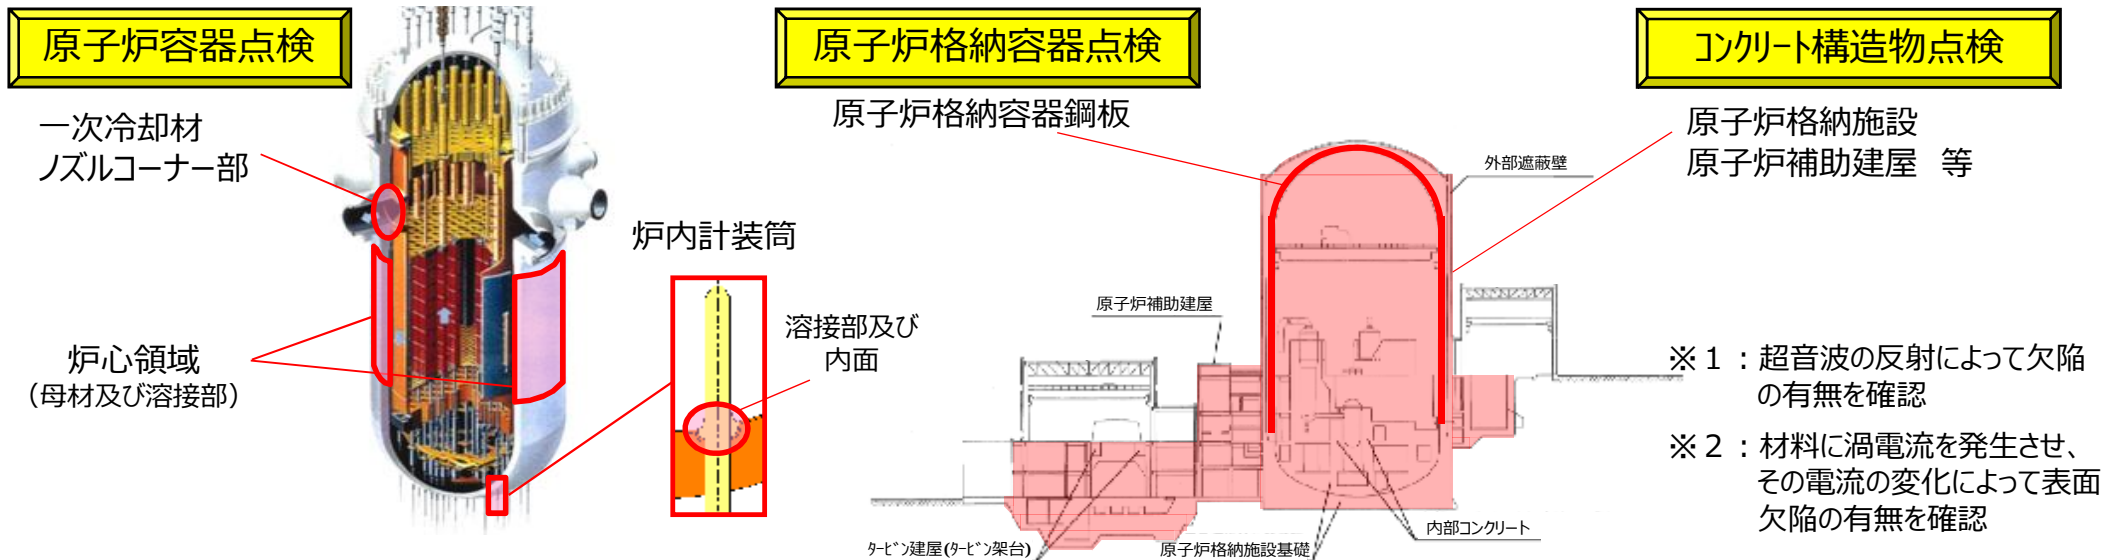 原子炉容器点検
一次冷却材
ノズルコーナー部
炉心領域
（母材及び溶接部）
炉内計装筒
溶接部及び
内面
原子炉格納容器点検
原子炉格納容器鋼板
外部遮蔽壁
原子炉補助建屋
ﾀｰﾋﾞﾝ建屋(ﾀｰﾋﾞﾝ架台)
原子炉格納施設基礎
内部コンクリート
ｺﾝｸﾘｰﾄ構造物点検
原子炉格納施設
原子炉補助建屋　等
※１：超音波の反射によって欠陥
の有無を確認
※２：材料に渦電流を発生させ、
その電流の変化によって表面
欠陥の有無を確認